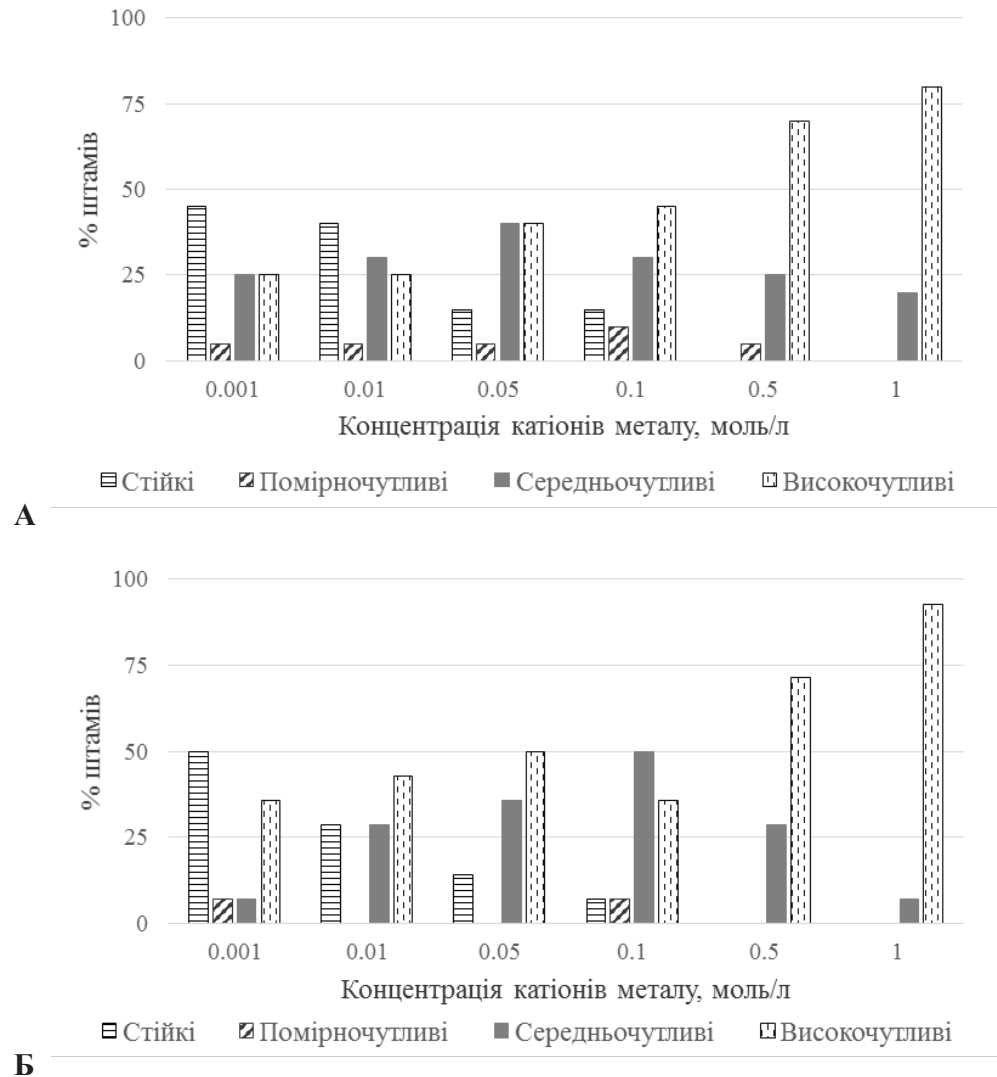 100
75
50
25
0
% штамів
0.001 0.01 0.05 0.1 0.5 1
Концентрація катіонів металу, моль/л
Стійкі Помірночутливі Середньочутливі Високочутливі
А
100
75
50
25
0
% штамів
0.001 0.01 0.05 0.1 0.5 1
Концентрація катіонів металу, моль/л
Стійкі Помірночутливі Середньочутливі Високочутливі
Б